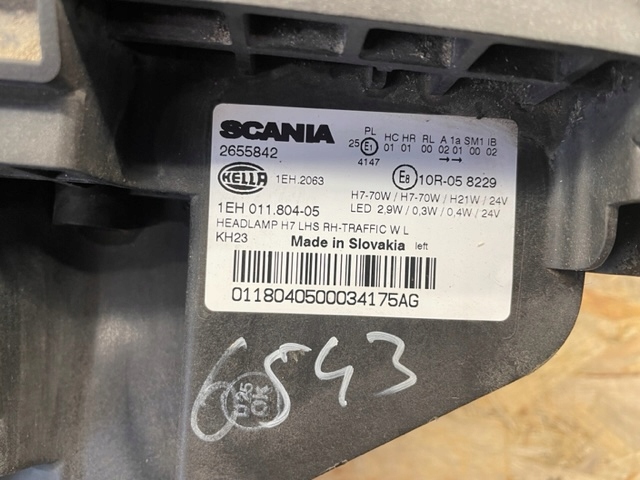 SCANIA
2655842
HELLA 1EH.2063
1EH 011.804-05
HEADLAMP H7 LHS RH-TRAFFIC W L
KH23 Made in Slovakia left
PL HC HR RL A 1a SM1 IB
25 E1 01 01 00 02 01 00 02
4147 →→
E8 10R-05 8229
H7-70W / H7-70W / H21W / 24V
LED 2,9W / 0,3W / 0,4W / 24V
0118040500034175AG
6543
OK